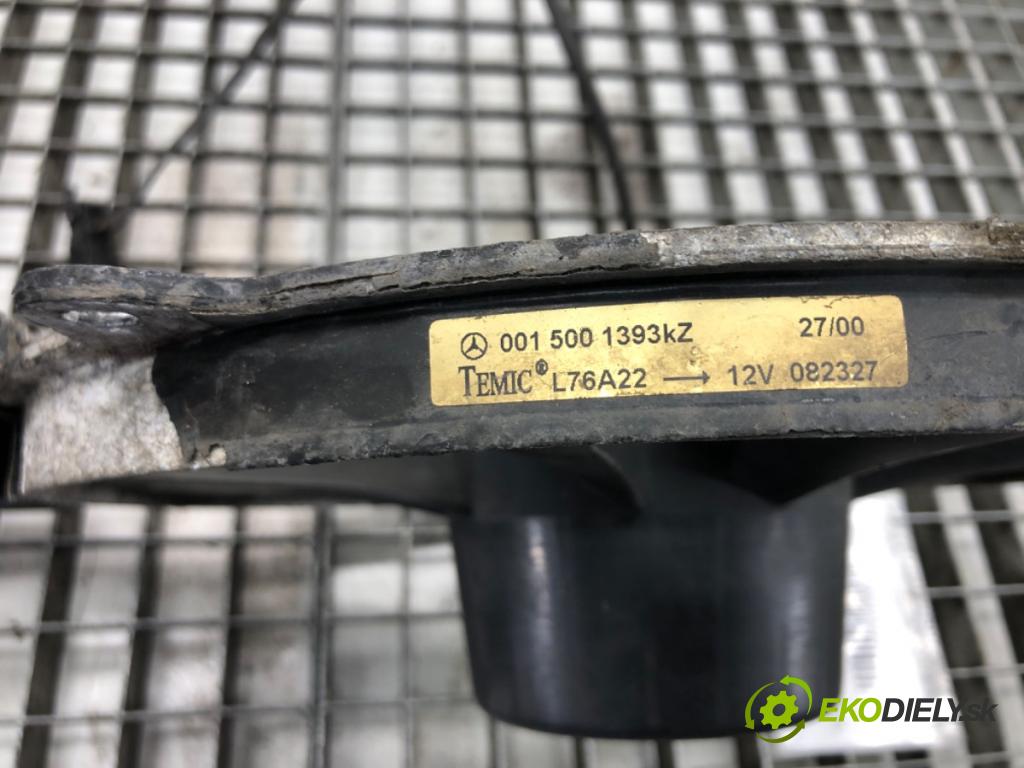 001 500 1393kZ 27/00
TEMIC® L76A22 → 12V 082327
EKODIELY.sk